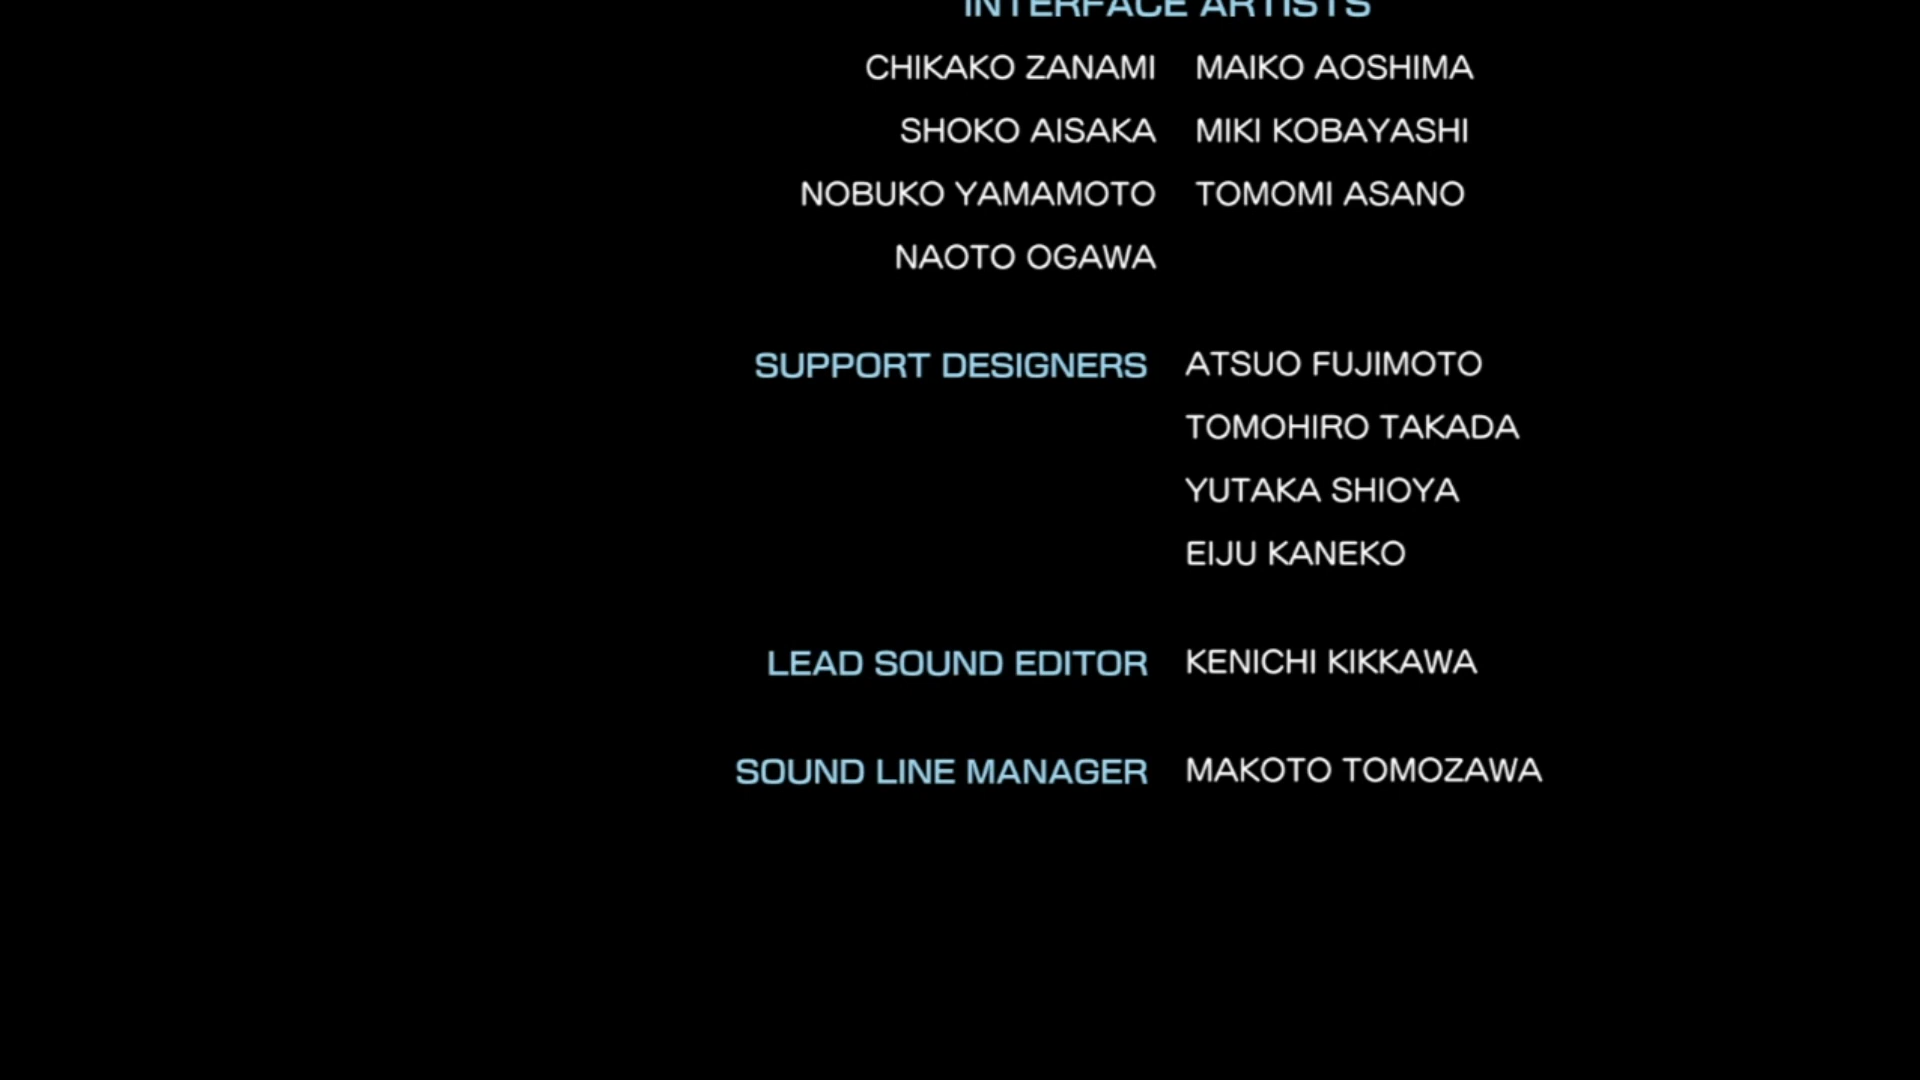 INTERFACE ARTISTS
CHIKAKO ZANAMI MAIKO AOSHIMA
SHOKO AISAKA MIKI KOBAYASHI
NOBUKO YAMAMOTO TOMOMI ASANO
NAOTO OGAWA
SUPPORT DESIGNERS ATSUO FUJIMOTO
TOMOHIRO TAKADA
YUTAKA SHIOYA
EIJU KANEKO
LEAD SOUND EDITOR KENICHI KIKKAWA
SOUND LINE MANAGER MAKOTO TOMOZAWA